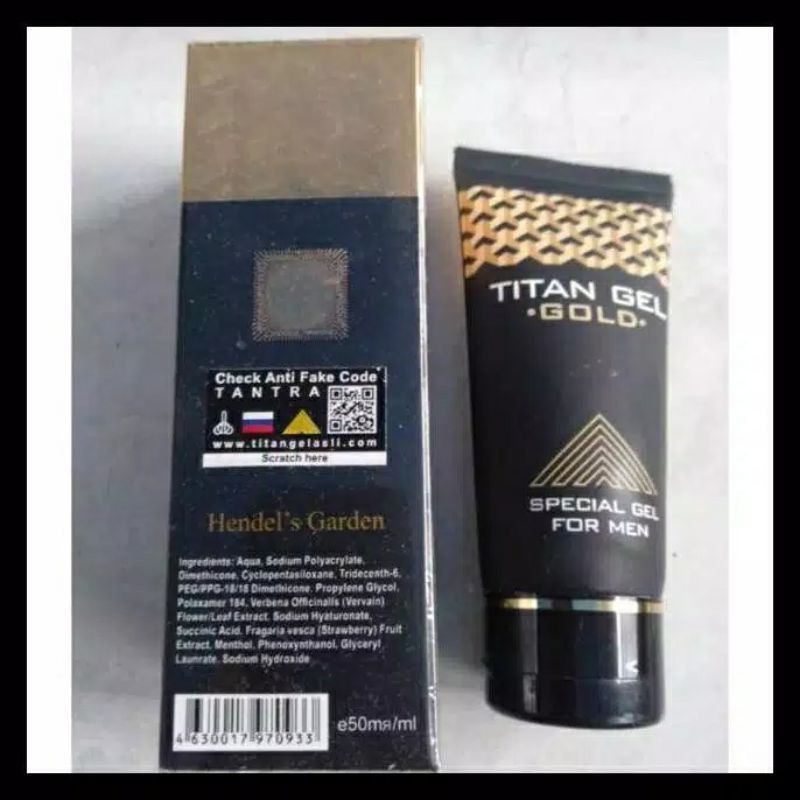 Check Anti Fake Code
TANTRA
www.titangelasli.com
Scratch here
Hendel's Garden
Ingredients: Aqua, Sodium Polyacrylate,
Dimethicone, Cyclopentasiloxane, Trideceth-6,
PEG/PPG-18/18 Dimethicone, Propylene Glycol,
Polaxamer 184, Verbena Officinalis (Vervain)
Flower/Leaf Extract, Sodium Hyaluronate,
Succinic Acid, Fragaria vesca (Strawberry) Fruit
Extract, Menthol, Phenoxynthanol, Glyceryl
Laurate, Sodium Hydroxide
4 630017 970933
e50mя/ml
TITAN GEL
•GOLD•
SPECIAL GEL
FOR MEN